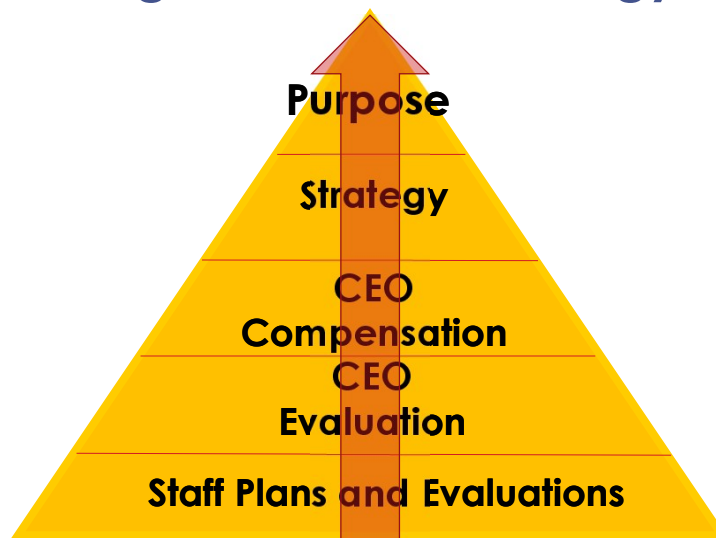 Purpose
Strategy
CEO
Compensation
CEO
Evaluation
Staff Plans and Evaluations